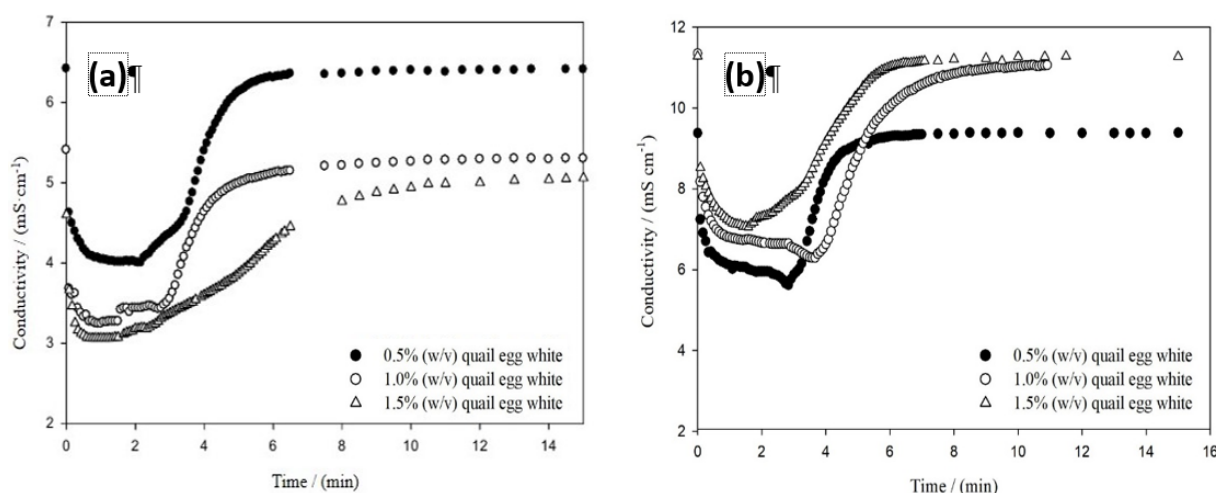 7
6
5
4
3
2
(a)¶
Conductivity / (mS·cm⁻¹)
0.5% (w/v) quail egg white
1.0% (w/v) quail egg white
1.5% (w/v) quail egg white
0 2 4 6 8 10 12 14
Time / (min)
12
10
8
6
4
2
(b)¶
Conductivity / (mS cm⁻¹)
0.5% (w/v) quail egg white
1.0% (w/v) quail egg white
1.5% (w/v) quail egg white
0 2 4 6 8 10 12 14 16
Time / (min)